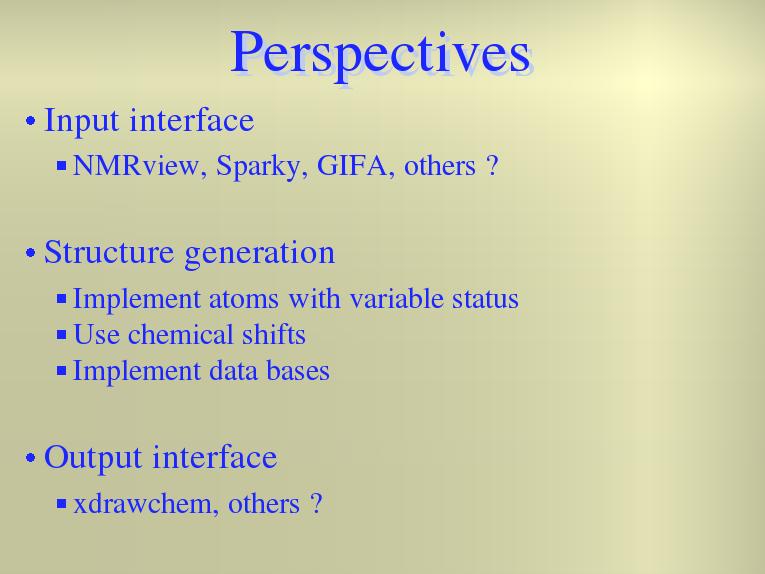 Perspectives
• Input interface
▪ NMRview, Sparky, GIFA, others ?
• Structure generation
▪ Implement atoms with variable status
▪ Use chemical shifts
▪ Implement data bases
• Output interface
▪ xdrawchem, others ?